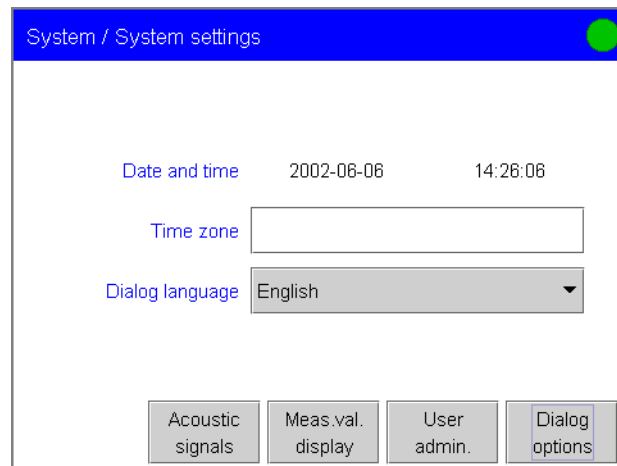 System / System settings
Date and time 2002-06-06 14:26:06
Time zone
Dialog language English
Acoustic signals
Meas.val. display
User admin.
Dialog options